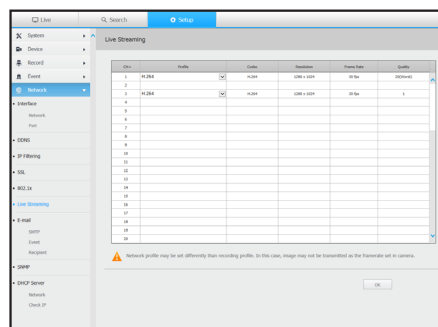 Live
Search
Setup
System
Device
Record
Event
Network
Interface
Network
Port
DDNS
IP Filtering
SSL
802.1x
Live Streaming
E-mail
SMTP
Event
Recipient
SNMP
DHCP Server
Network
Check IP
Live Streaming
Profile Codec Resolution Frame Rate Quality
1 H.264 H.264 1280 x 1024 30 fps
2
3 H.264 H.264 1280 x 1024 20 fps 1
4
5
6
7
8
9
10
11
12
13
14
15
16
17
18
19
20
Network profile may be set differently than recording profile. In this case, image may not be transmitted as the framerate set in camera.
OK